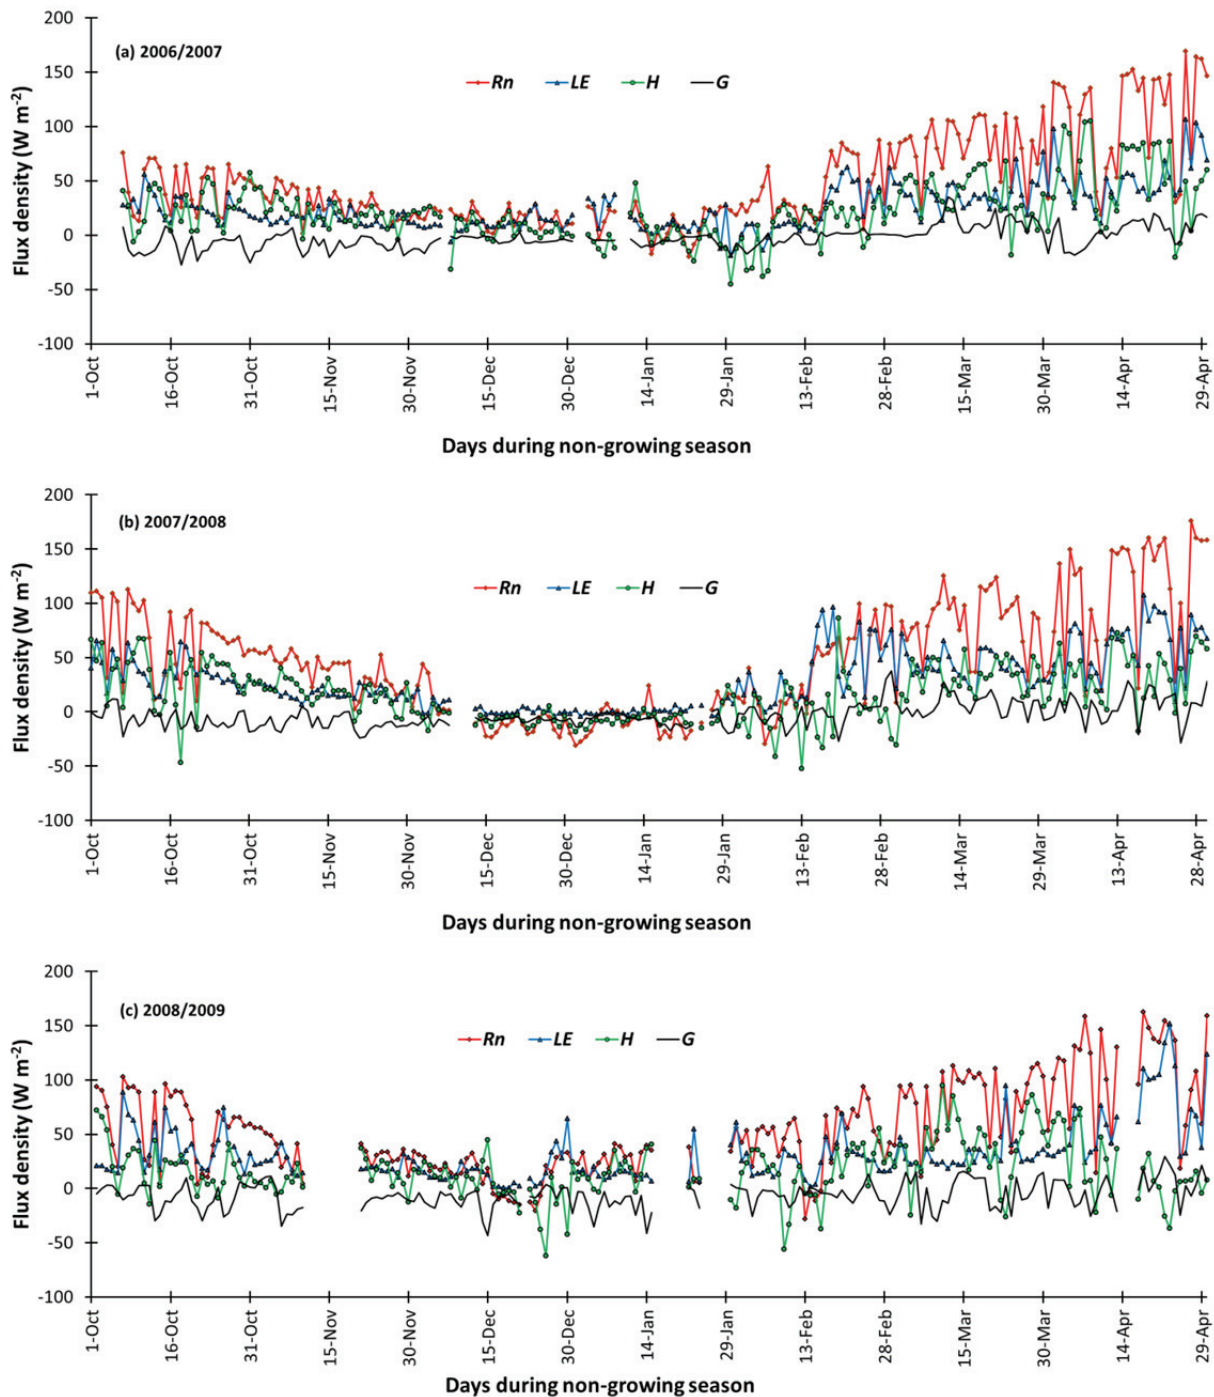 200
150
100
50
0
-50
-100
Flux density (W m⁻²)
(a) 2006/2007
Rn LE H G
1-Oct 16-Oct 31-Oct 15-Nov 30-Nov 15-Dec 30-Dec 14-Jan 29-Jan 13-Feb 28-Feb 15-Mar 30-Mar 14-Apr 29-Apr
Days during non-growing season
200
150
100
50
0
-50
-100
Flux density (W m⁻²)
(b) 2007/2008
Rn LE H G
1-Oct 16-Oct 31-Oct 15-Nov 30-Nov 15-Dec 30-Dec 14-Jan 29-Jan 13-Feb 28-Feb 14-Mar 29-Mar 13-Apr 28-Apr
Days during non-growing season
200
150
100
50
0
-50
-100
Flux density (W m⁻²)
(c) 2008/2009
Rn LE H G
1-Oct 16-Oct 31-Oct 15-Nov 30-Nov 15-Dec 30-Dec 14-Jan 29-Jan 13-Feb 28-Feb 15-Mar 30-Mar 14-Apr 29-Apr
Days during non-growing season